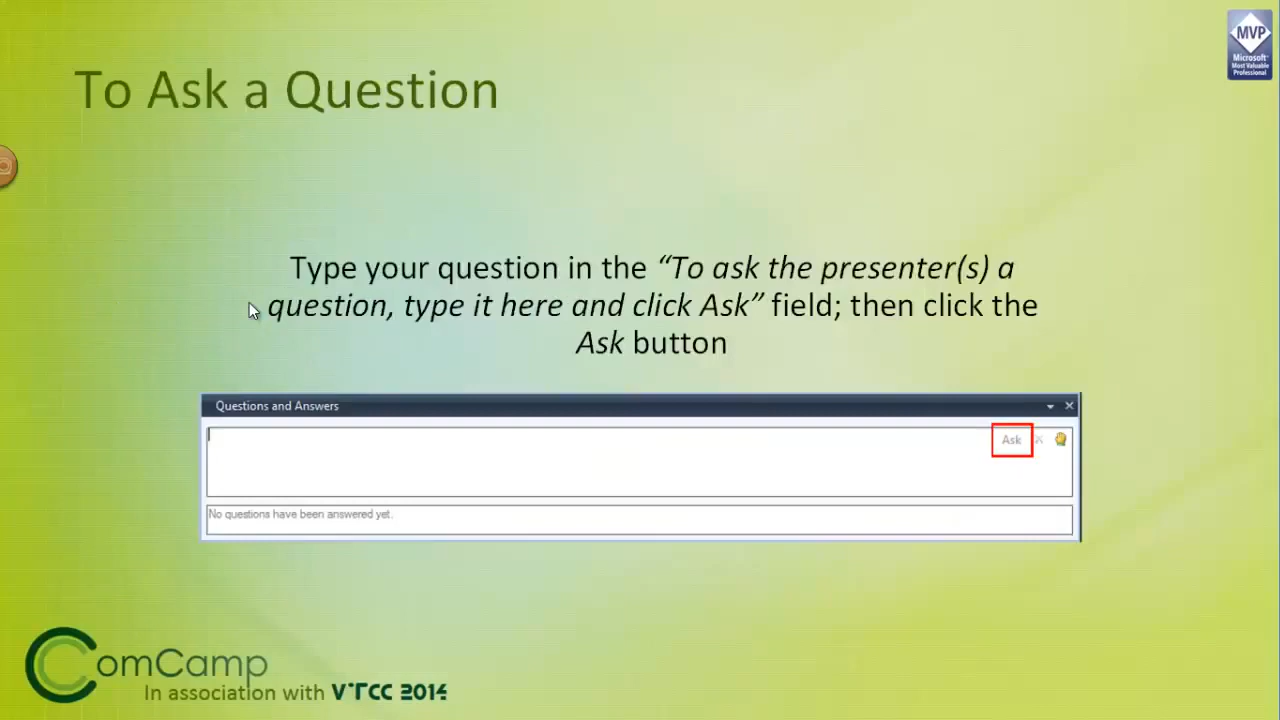 To Ask a Question
MVP
Microsoft
Most Valuable
Professional
Type your question in the “To ask the presenter(s) a
question, type it here and click Ask” field; then click the
Ask button
Questions and Answers
Ask
No questions have been answered yet.
ComCamp
In association with VTCC 2014